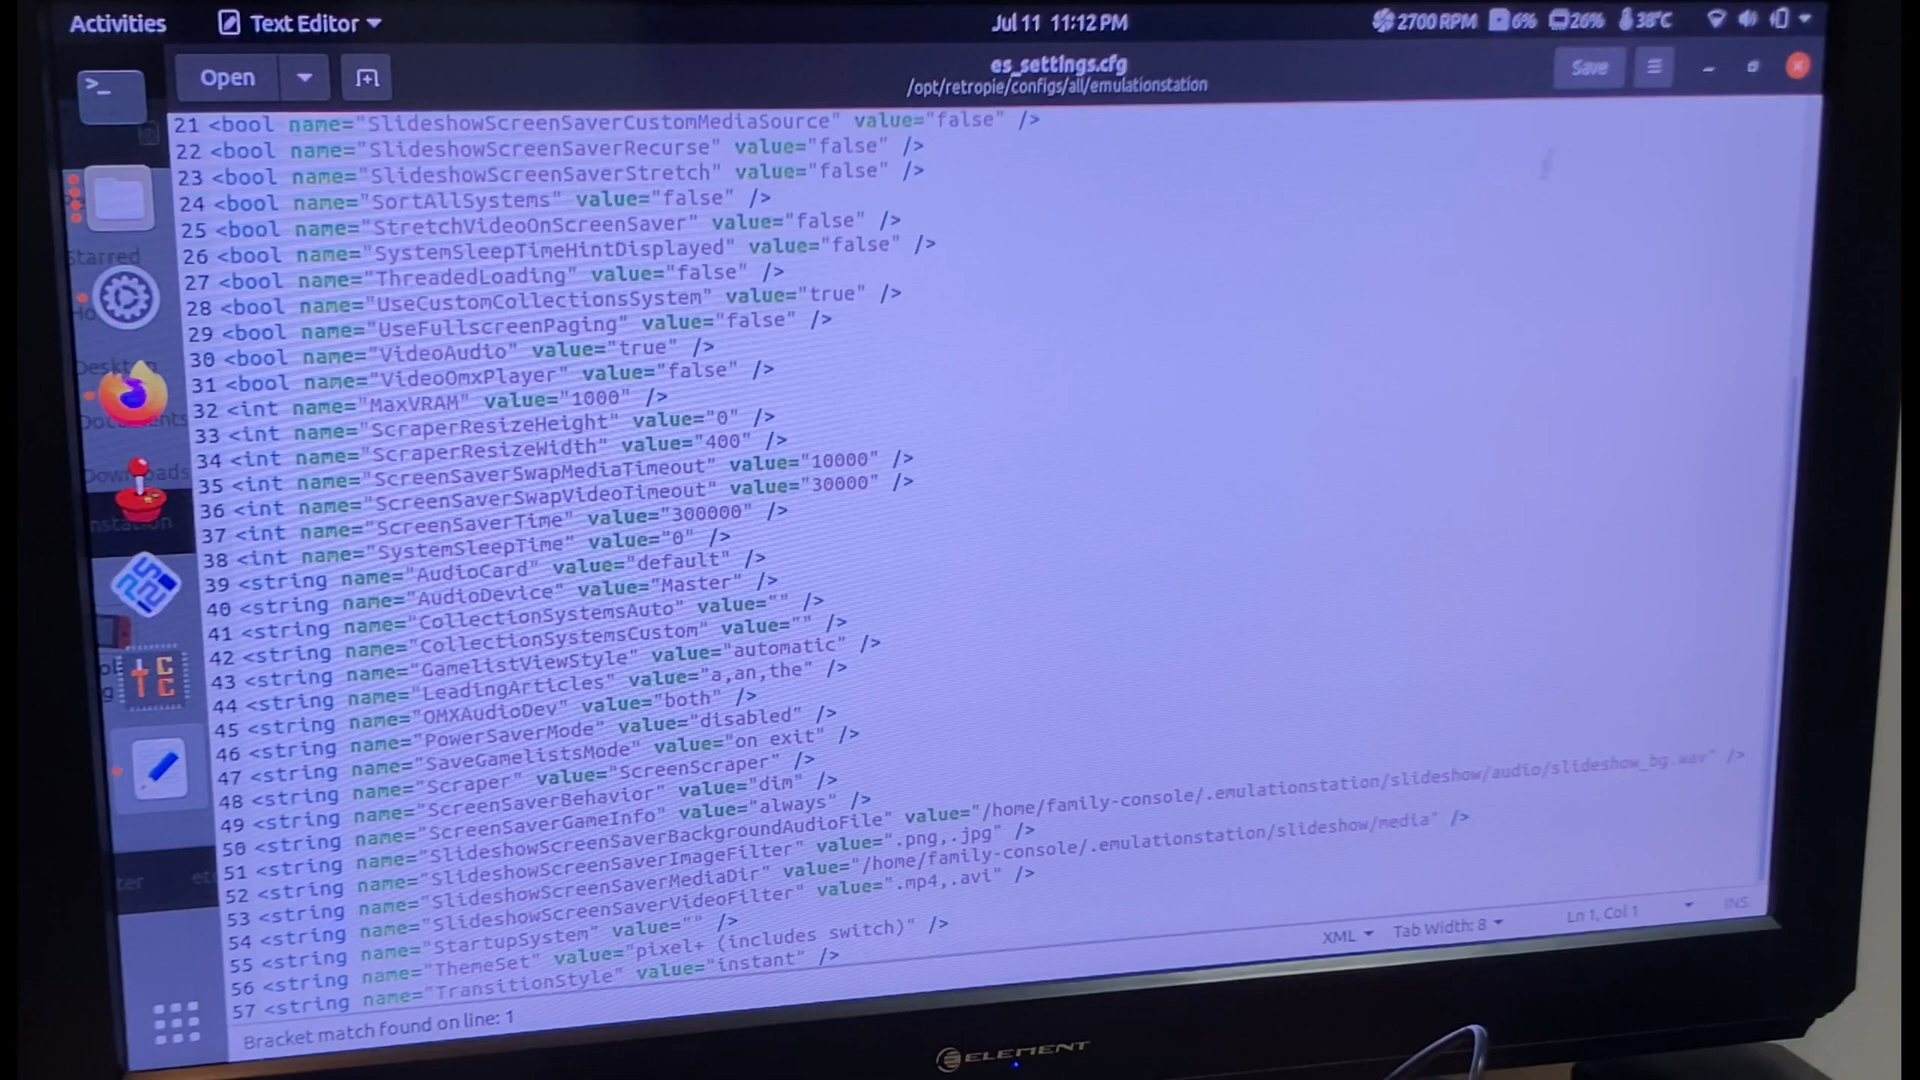 Activities
Text Editor
Jul 11 11:12 PM
2700 RPM 6% 26% 38°C
Open
es_settings.cfg
/opt/retropie/configs/all/emulationstation
Save
21 <bool name="SlideshowScreenSaverCustomMediaSource" value="false" />
22 <bool name="SlideshowScreenSaverRecurse" value="false" />
23 <bool name="SlideshowScreenSaverStretch" value="false" />
24 <bool name="SortAllSystems" value="false" />
25 <bool name="StretchVideoOnScreenSaver" value="false" />
26 <bool name="SystemSleepTimeHintDisplayed" value="false" />
27 <bool name="ThreadedLoading" value="false" />
28 <bool name="UseCustomCollectionsSystem" value="true" />
29 <bool name="UseFullscreenPaging" value="false" />
30 <bool name="VideoAudio" value="true" />
31 <bool name="VideoOmxPlayer" value="false" />
32 <int name="MaxVRAM" value="1000" />
33 <int name="ScraperResizeHeight" value="0" />
34 <int name="ScraperResizeWidth" value="400" />
35 <int name="ScreenSaverSwapMediaTimeout" value="10000" />
36 <int name="ScreenSaverSwapVideoTimeout" value="30000" />
37 <int name="ScreenSaverTime" value="300000" />
38 <int name="SystemSleepTime" value="0" />
39 <string name="AudioCard" value="default" />
40 <string name="AudioDevice" value="Master" />
41 <string name="CollectionSystemsAuto" value="" />
42 <string name="CollectionSystemsCustom" value="" />
43 <string name="GamelistViewStyle" value="automatic" />
44 <string name="LeadingArticles" value="a,an,the" />
45 <string name="OMXAudioDev" value="both" />
46 <string name="PowerSaverMode" value="disabled" />
47 <string name="SaveGamelistsMode" value="on exit" />
48 <string name="Scraper" value="ScreenScraper" />
49 <string name="ScreenSaverBehavior" value="dim" />
50 <string name="ScreenSaverGameInfo" value="always" />
51 <string name="SlideshowScreenSaverBackgroundAudioFile" value="/home/family-console/.emulationstation/slideshow/audio/slideshow_bg.wav" />
52 <string name="SlideshowScreenSaverImageFilter" value=".png,.jpg" />
53 <string name="SlideshowScreenSaverMediaDir" value="/home/family-console/.emulationstation/slideshow/media" />
54 <string name="SlideshowScreenSaverVideoFilter" value=".mp4,.avi" />
55 <string name="StartupSystem" value="" />
56 <string name="ThemeSet" value="pixel+ (includes switch)" />
57 <string name="TransitionStyle" value="instant" />
Bracket match found on line: 1
XML
Tab Width: 8
Ln 1, Col 1
INS
Starred
Desktop
Documents
Downloads
ELEMENT